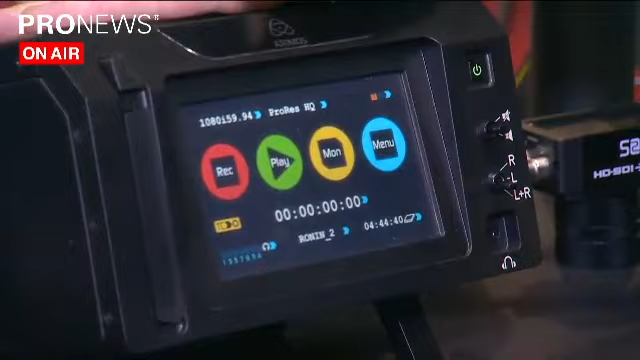 PRONEWS
ON AIR
ATOMOS
1080i59.94 ProRes HQ
Rec
Play
Mon
Menu
00:00:00:00
RONIN_2
04:44:40
R
L
L+R
HD-SDI